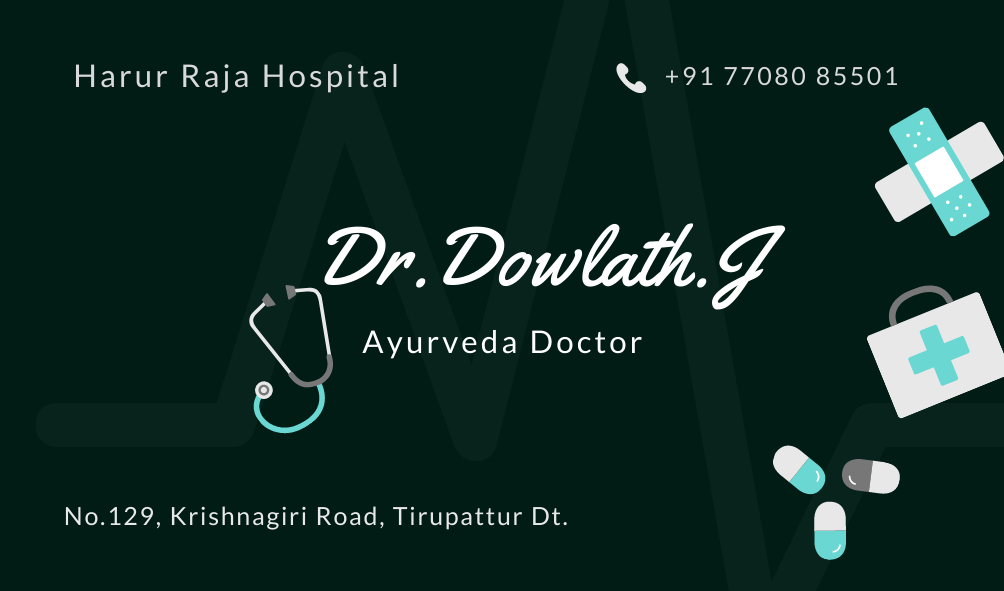 Harur Raja Hospital
+91 77080 85501
Dr.Dowlath.J
Ayurveda Doctor
No.129, Krishnagiri Road, Tirupattur Dt.